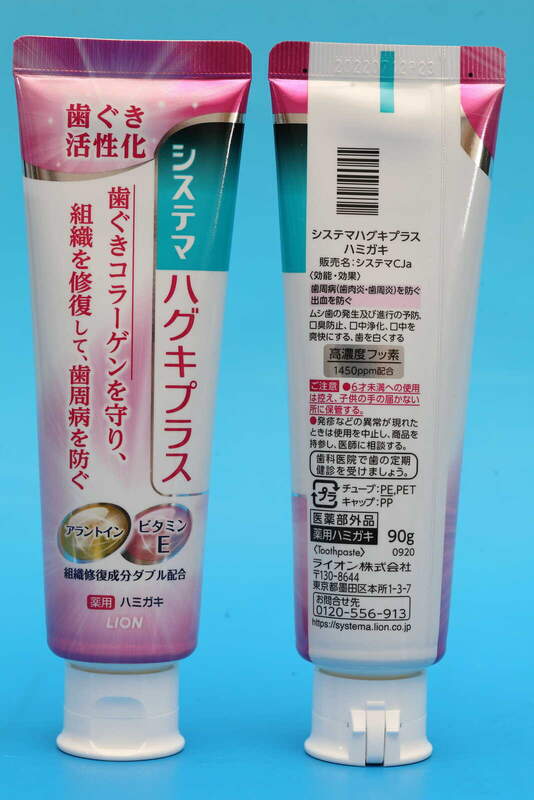 歯ぐき
活性化
システマ
ハグキプラス
歯ぐきコラーゲンを守り、
組織を修復して、歯周病を防ぐ
アラントイン
ビタミン
E
組織修復成分ダブル配合
薬用 ハミガキ
LION
システマハグキプラス
ハミガキ
販売名:システマCJa
〈効能・効果〉
歯周病(歯肉炎・歯周炎)を防ぐ
出血を防ぐ
ムシ歯の発生及び進行の予防、
口臭防止、口中浄化、口中を
爽快にする、歯を白くする
高濃度フッ素
1450ppm配合
ご注意 ●6才未満への使用
は控え、子供の手の届かない
所に保管する。
●発疹などの異常が現れた
ときは使用を中止し、商品を
持参し、医師に相談する。
歯科医院で歯の定期
健診を受けましょう。
プラ
チューブ:PE,PET
キャップ:PP
医薬部外品
薬用ハミガキ 90g
〈Toothpaste〉 0920
ライオン株式会社
〒130-8644
東京都墨田区本所1-3-7
お問合せ先
0120-556-913
https://systema.lion.co.jp